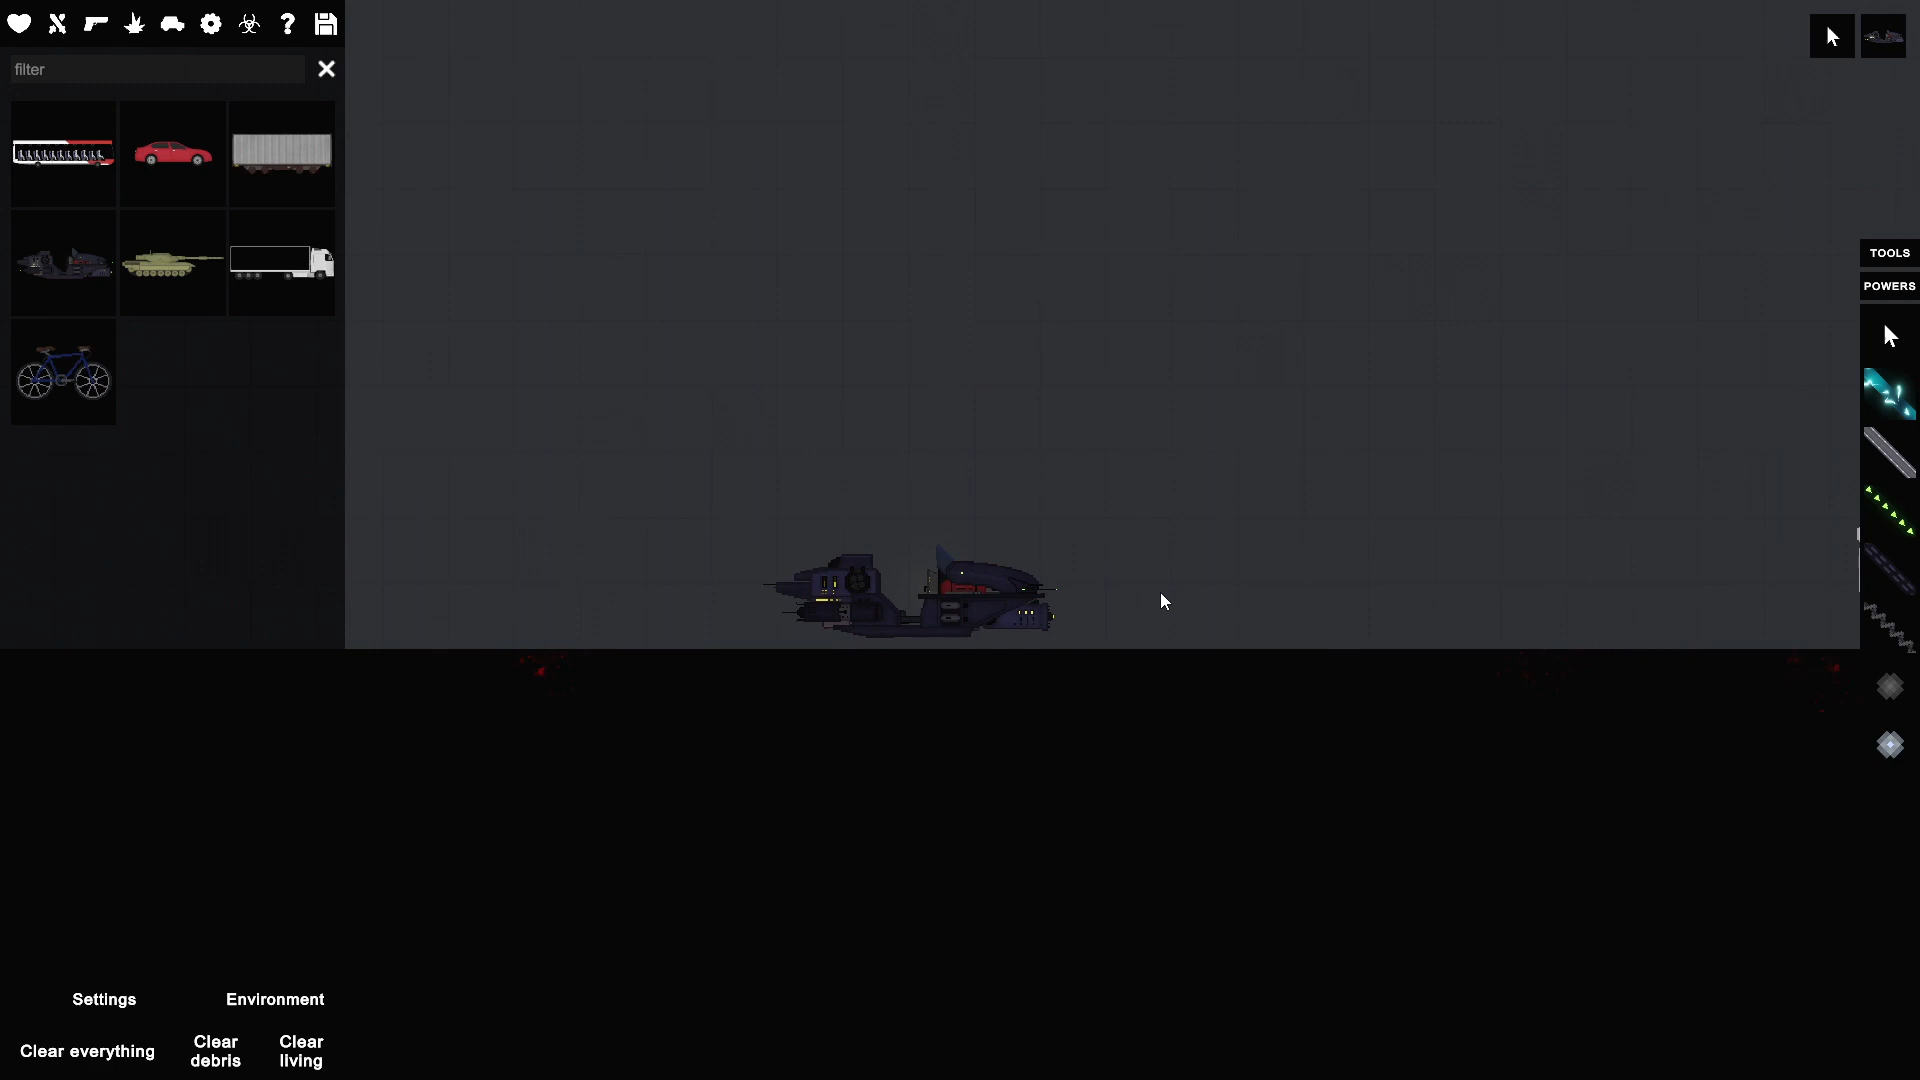 filter
TOOLS
POWERS
Settings
Environment
Clear everything
Clear
debris
Clear
living